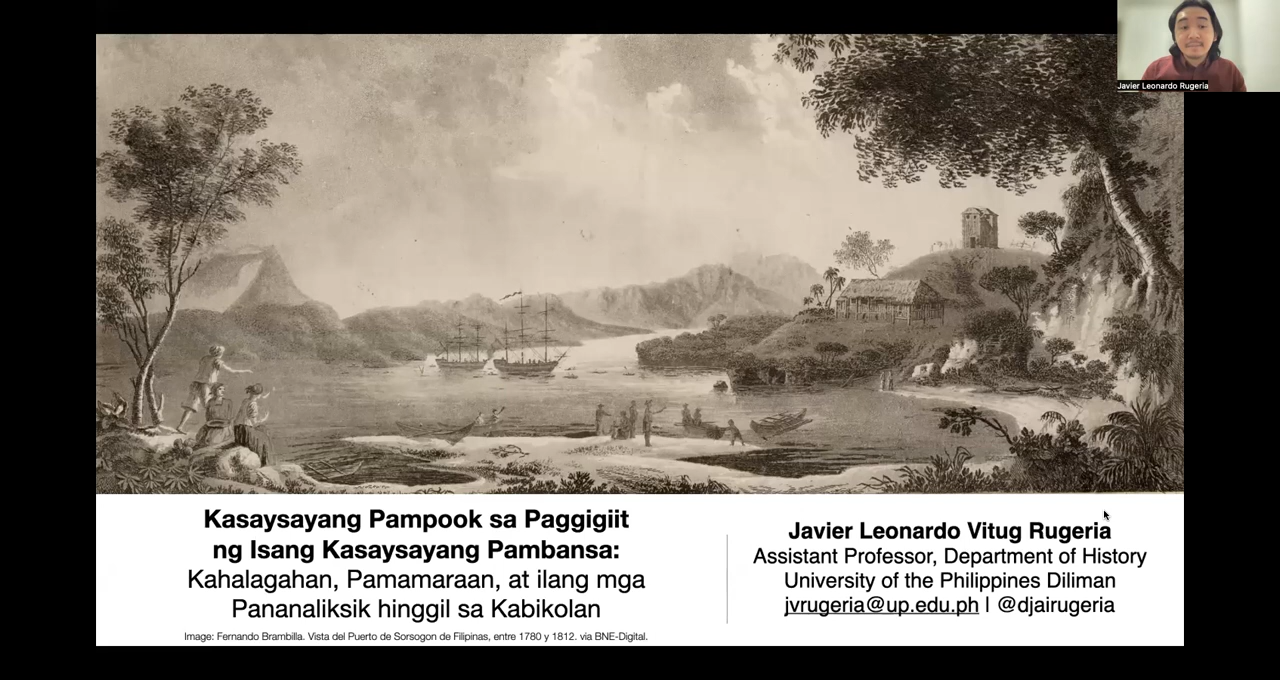 Javier Leonardo Rugeria
Kasaysayang Pampook sa Paggigiit
ng Isang Kasaysayang Pambansa:
Kahalagahan, Pamamaraan, at ilang mga
Pananaliksik hinggil sa Kabikolan
Image: Fernando Brambilla. Vista del Puerto de Sorsogon de Filipinas, entre 1780 y 1812. via BNE-Digital.
Javier Leonardo Vitug Rugeria
Assistant Professor, Department of History
University of the Philippines Diliman
jvrugeria@up.edu.ph | @djairugeria